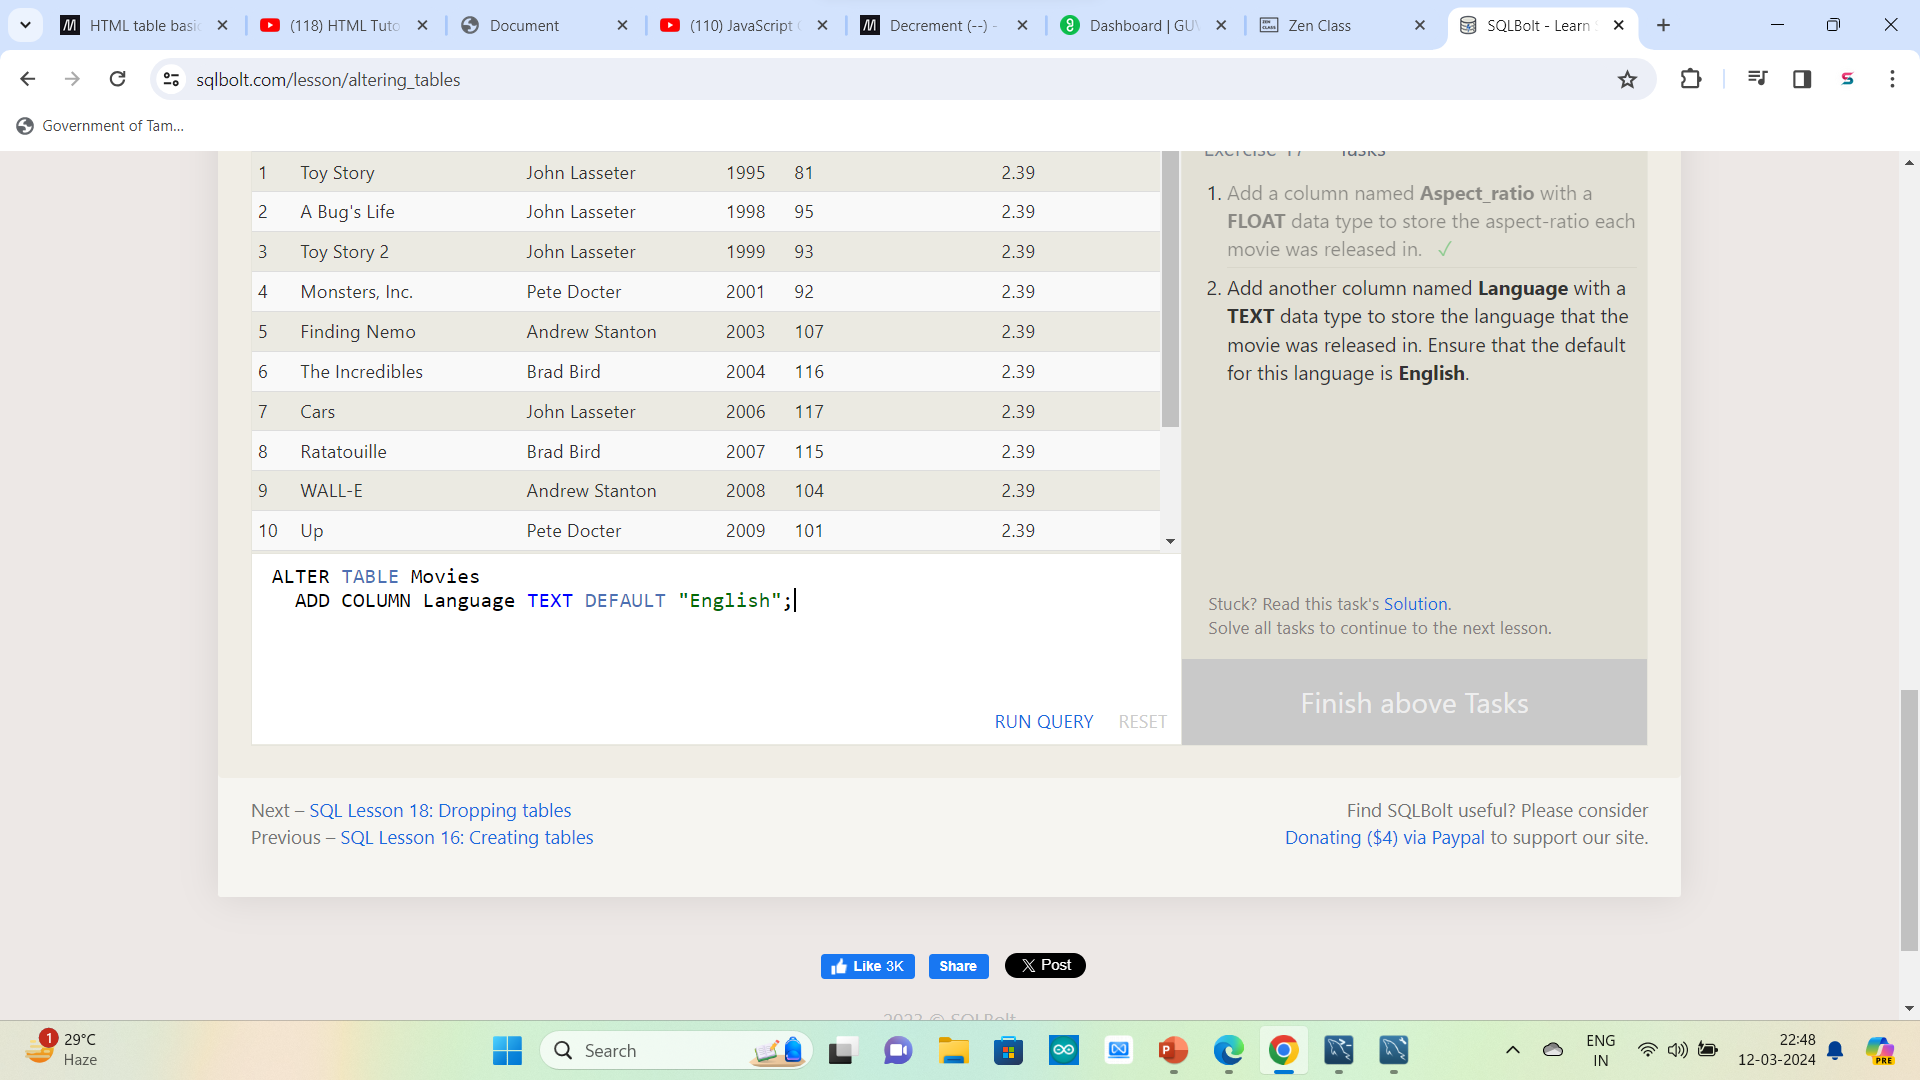 HTML table basic
(118) HTML Tuto
Document
(110) JavaScript
Decrement (--) -
Dashboard | GUV
Zen Class
SQLBolt - Learn
sqlbolt.com/lesson/altering_tables
Government of Tam...
Exercise 17 — Tasks
1 Toy Story John Lasseter 1995 81 2.39
2 A Bug's Life John Lasseter 1998 95 2.39
3 Toy Story 2 John Lasseter 1999 93 2.39
4 Monsters, Inc. Pete Docter 2001 92 2.39
5 Finding Nemo Andrew Stanton 2003 107 2.39
6 The Incredibles Brad Bird 2004 116 2.39
7 Cars John Lasseter 2006 117 2.39
8 Ratatouille Brad Bird 2007 115 2.39
9 WALL-E Andrew Stanton 2008 104 2.39
10 Up Pete Docter 2009 101 2.39
ALTER TABLE Movies
ADD COLUMN Language TEXT DEFAULT "English";
RUN QUERY RESET
1. Add a column named Aspect_ratio with a
FLOAT data type to store the aspect-ratio each
movie was released in. ✓
2. Add another column named Language with a
TEXT data type to store the language that the
movie was released in. Ensure that the default
for this language is English.
Stuck? Read this task's Solution.
Solve all tasks to continue to the next lesson.
Finish above Tasks
Next – SQL Lesson 18: Dropping tables
Previous – SQL Lesson 16: Creating tables
Find SQLBolt useful? Please consider
Donating ($4) via Paypal to support our site.
Like 3K Share X Post
2023 © SQLBolt
1
29°C
Haze
Search
PRE
ENG
IN
22:48
12-03-2024